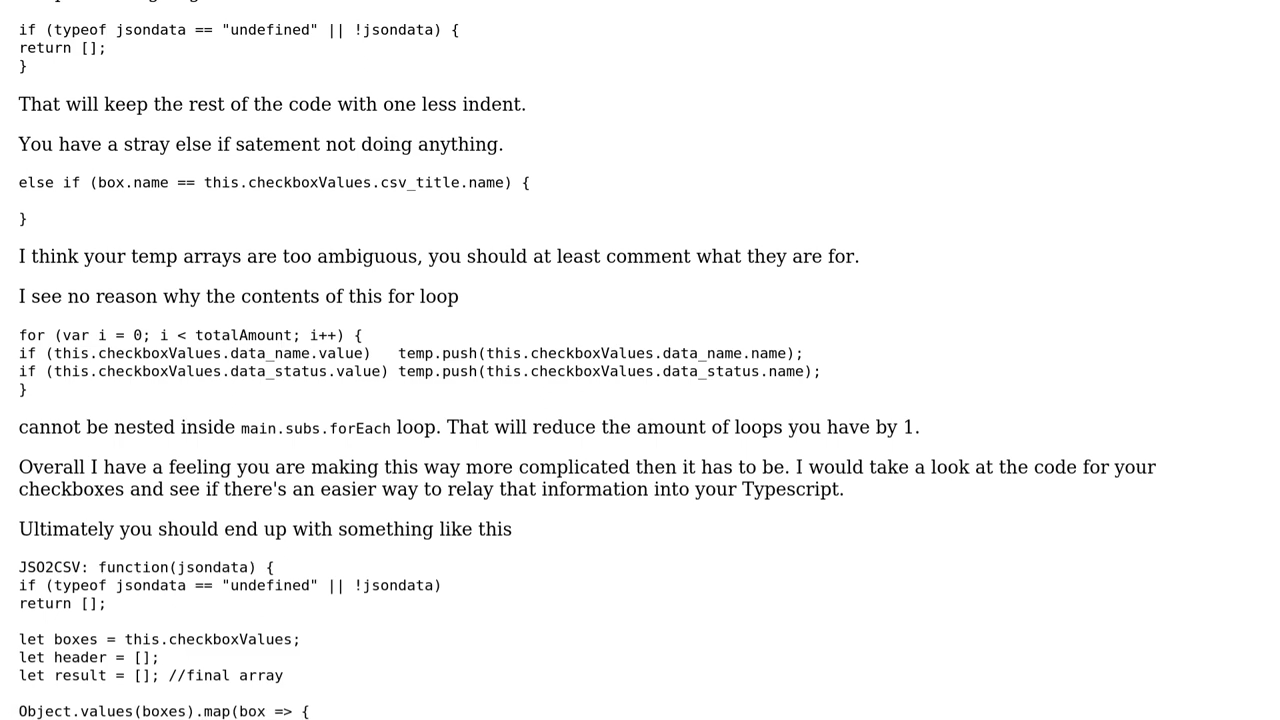 if (typeof jsondata == "undefined" || !jsondata) {
return [];
}
That will keep the rest of the code with one less indent.
You have a stray else if satement not doing anything.
else if (box.name == this.checkboxValues.csv_title.name) {
}
I think your temp arrays are too ambiguous, you should at least comment what they are for.
I see no reason why the contents of this for loop
for (var i = 0; i < totalAmount; i++) {
if (this.checkboxValues.data_name.value)   temp.push(this.checkboxValues.data_name.name);
if (this.checkboxValues.data_status.value) temp.push(this.checkboxValues.data_status.name);
}
cannot be nested inside main.subs.forEach loop. That will reduce the amount of loops you have by 1.
Overall I have a feeling you are making this way more complicated then it has to be. I would take a look at the code for your
checkboxes and see if there's an easier way to relay that information into your Typescript.
Ultimately you should end up with something like this
JSO2CSV: function(jsondata) {
if (typeof jsondata == "undefined" || !jsondata)
return [];
let boxes = this.checkboxValues;
let header = [];
let result = []; //final array
Object.values(boxes).map(box => {